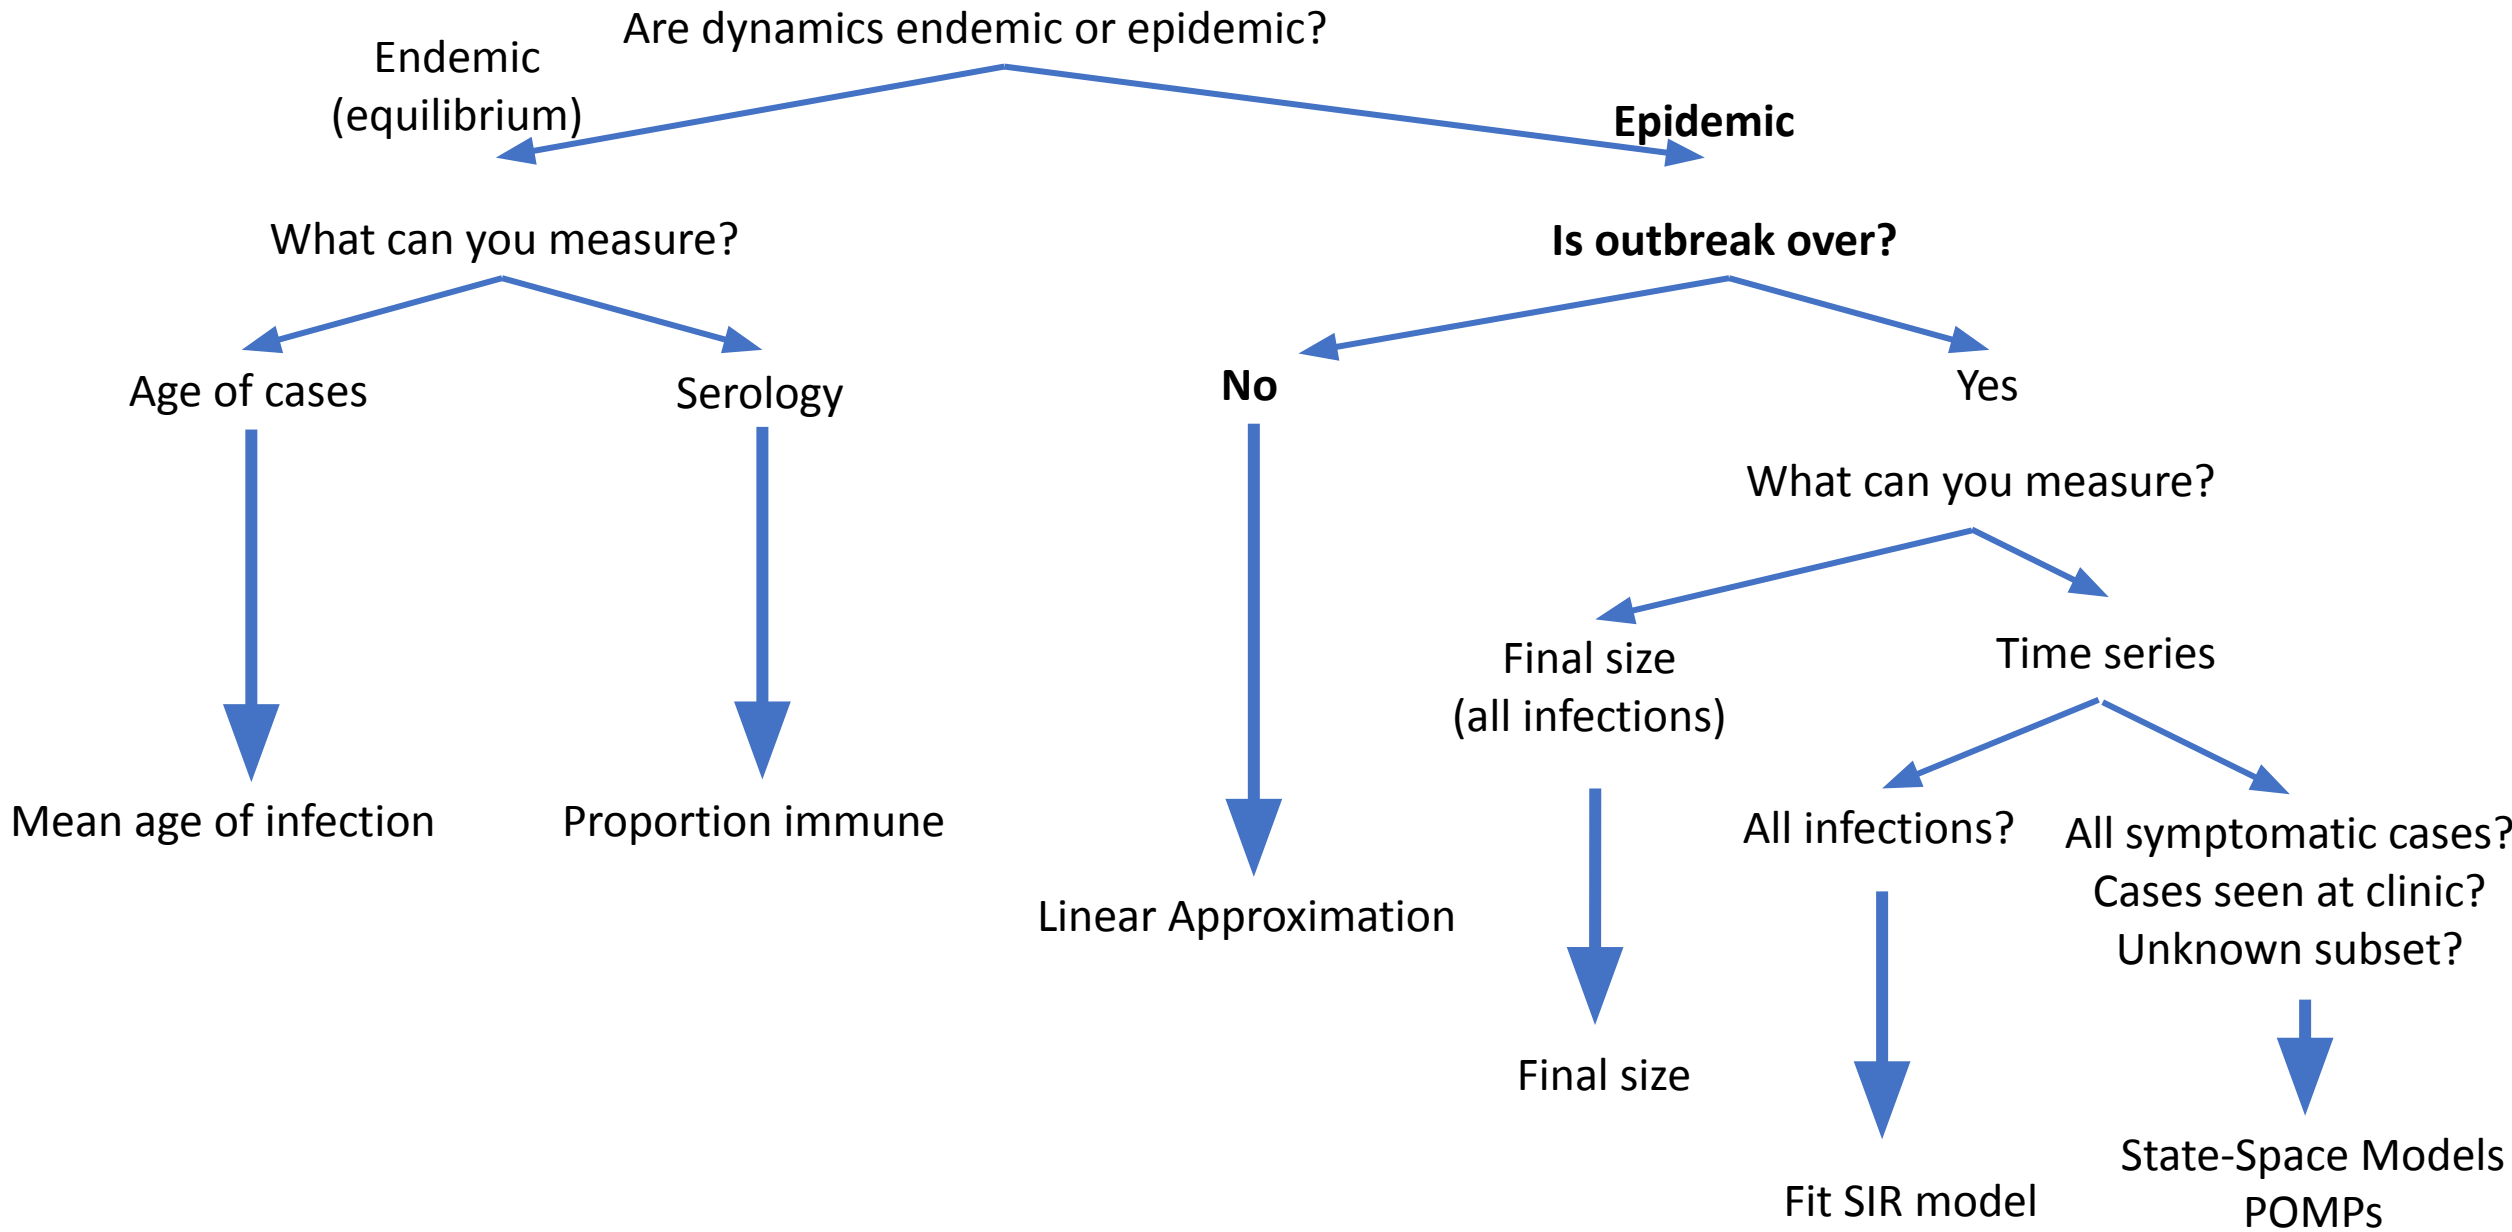 Are dynamics endemic or epidemic?
Endemic
(equilibrium)
Epidemic
What can you measure?
Is outbreak over?
Age of cases
Serology
No
Yes
What can you measure?
Final size
(all infections)
Time series
Mean age of infection
Proportion immune
All infections?
All symptomatic cases?
Cases seen at clinic?
Unknown subset?
Linear Approximation
Final size
Fit SIR model
State-Space Models
POMPs